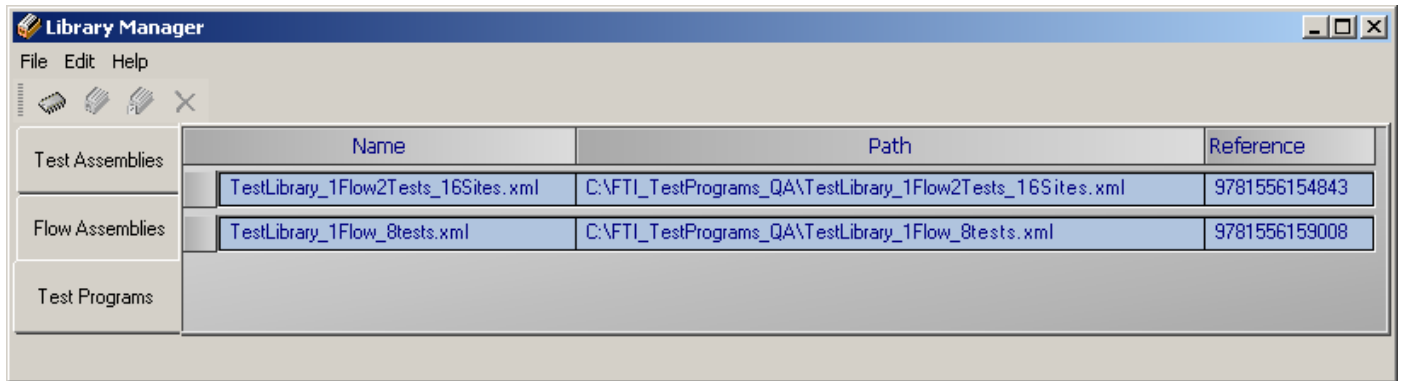 Library Manager
File Edit Help
Test Assemblies
Flow Assemblies
Test Programs
Name Path Reference
TestLibrary_1Flow2Tests_16Sites.xml C:\FTI_TestPrograms_QA\TestLibrary_1Flow2Tests_16Sites.xml 9781556154843
TestLibrary_1Flow_8tests.xml C:\FTI_TestPrograms_QA\TestLibrary_1Flow_8tests.xml 9781556159008